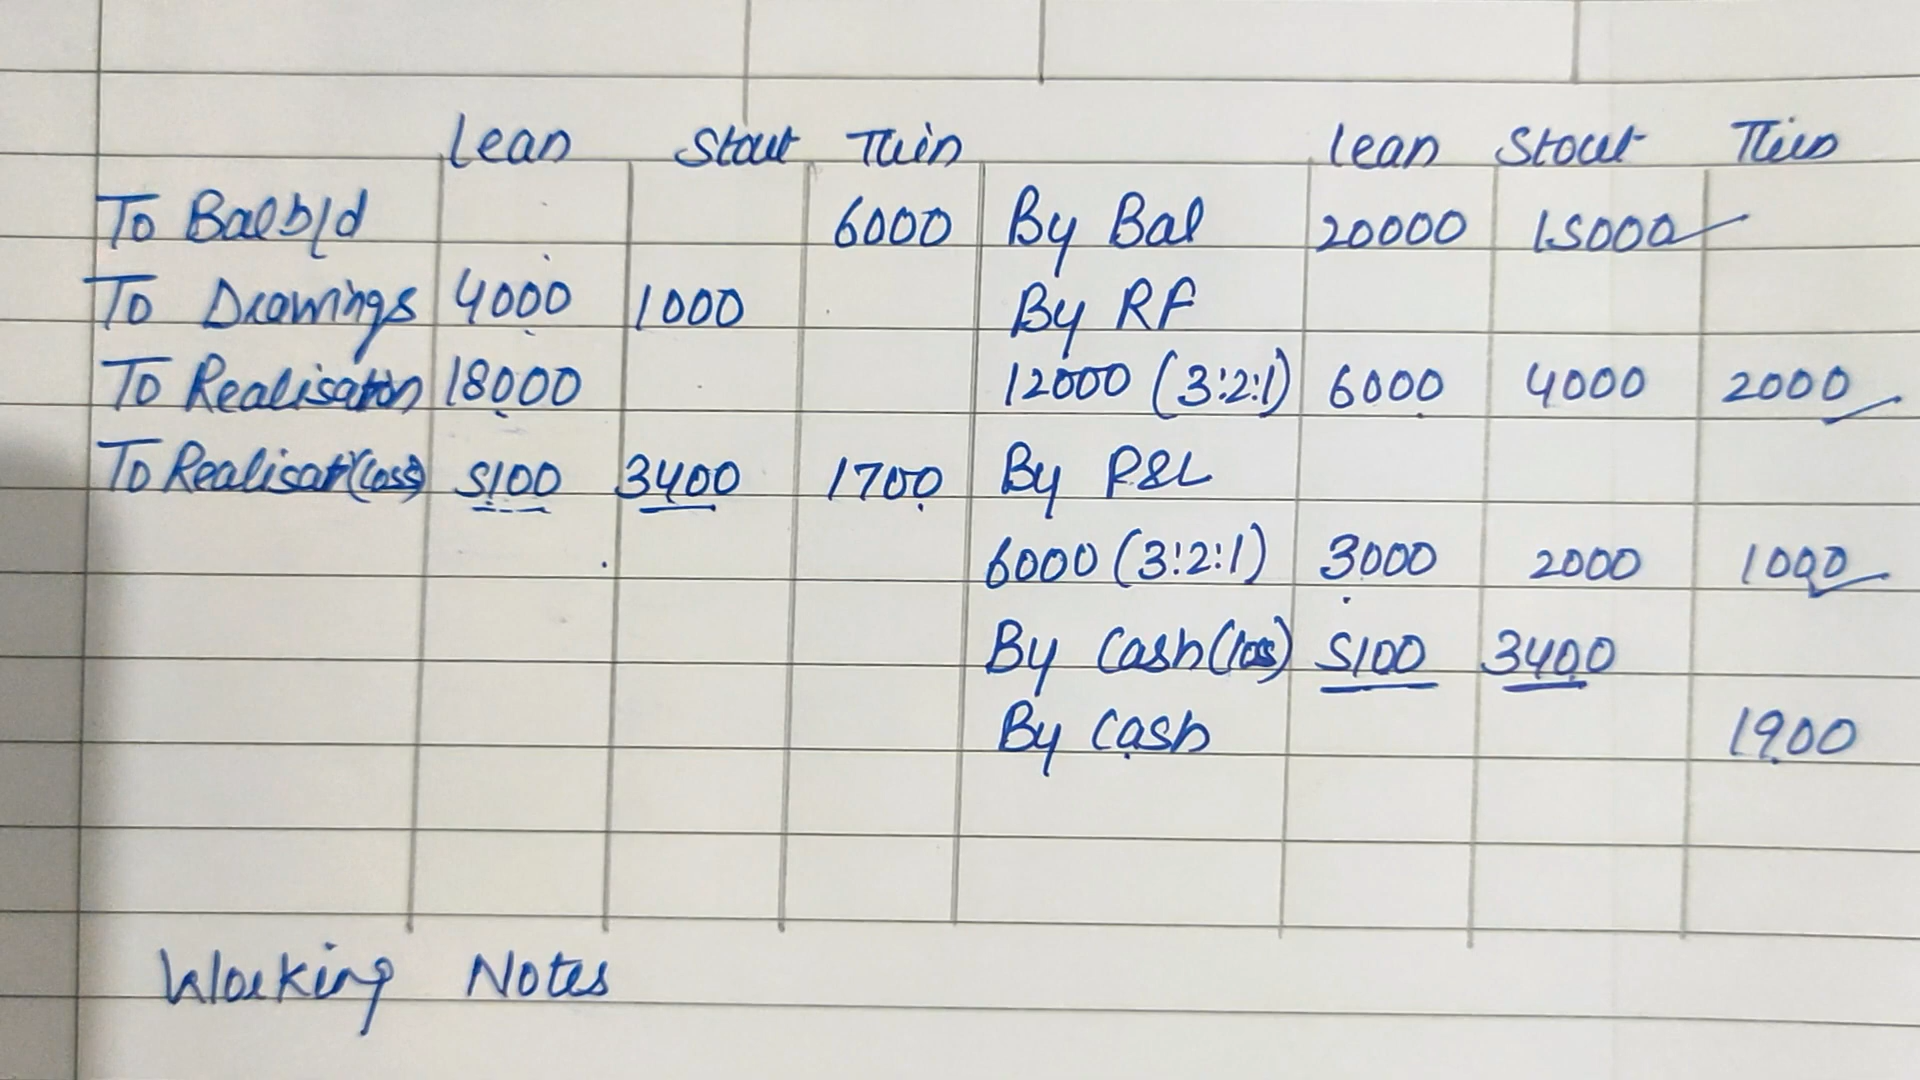 Lean Stout Thin Lean Stout Thin
To Bal b/d 6000 By Bal 20000 15000
To Drawings 4000 1000 By RF
To Realisation 18000 12000 (3:2:1) 6000 4000 2000
To Realisat(loss) 5100 3400 1700 By P&L
6000 (3:2:1) 3000 2000 1000
By Cash (los) 5100 3400
By Cash 1900
Working Notes